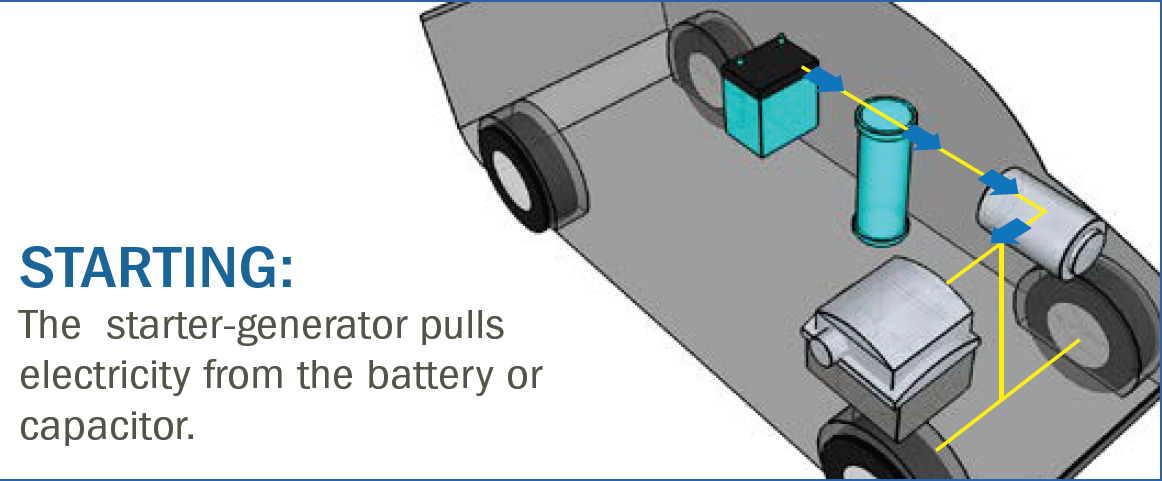 STARTING:
The  starter-generator pulls
electricity from the battery or
capacitor.